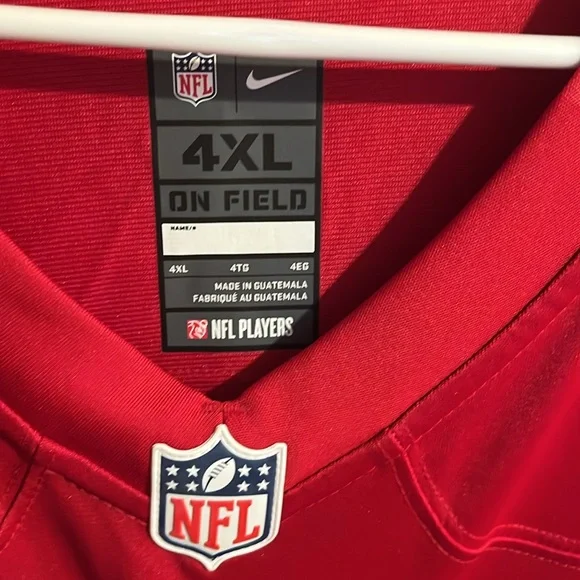 NFL
4XL
ON FIELD
NAME/#
4XL 4TG 4EG
MADE IN GUATEMALA
FABRIQUÉ AU GUATEMALA
NFL PLAYERS
NFL